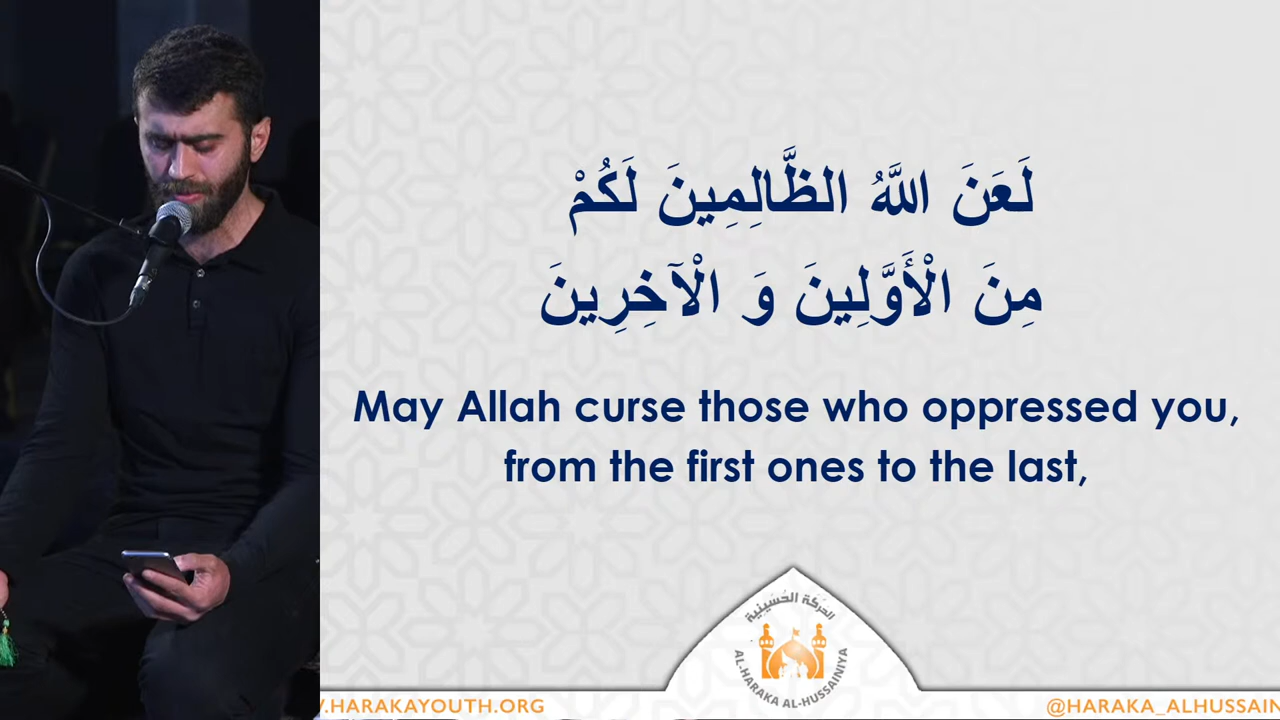 لَعَنَ اللَّهُ الظَّالِمِينَ لَكُمْ
مِنَ الْأَوَّلِينَ وَ الْآخِرِينَ
May Allah curse those who oppressed you,
from the first ones to the last,
الحركة الحسينية
AL-HARAKA AL-HUSSAINIYA
.HARAKAYOUTH.ORG
@HARAKA_ALHUSSAIN